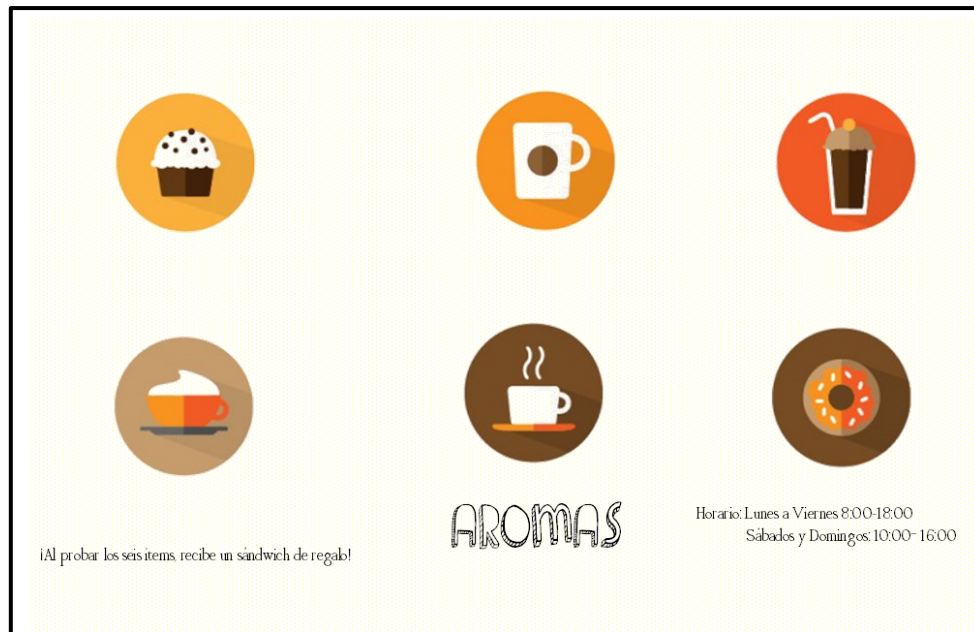 AROMAS
Horario: Lunes a Viernes 8:00-18:00
Sábados y Domingos: 10:00-16:00
¡Al probar los seis items, recibe un sándwich de regalo!